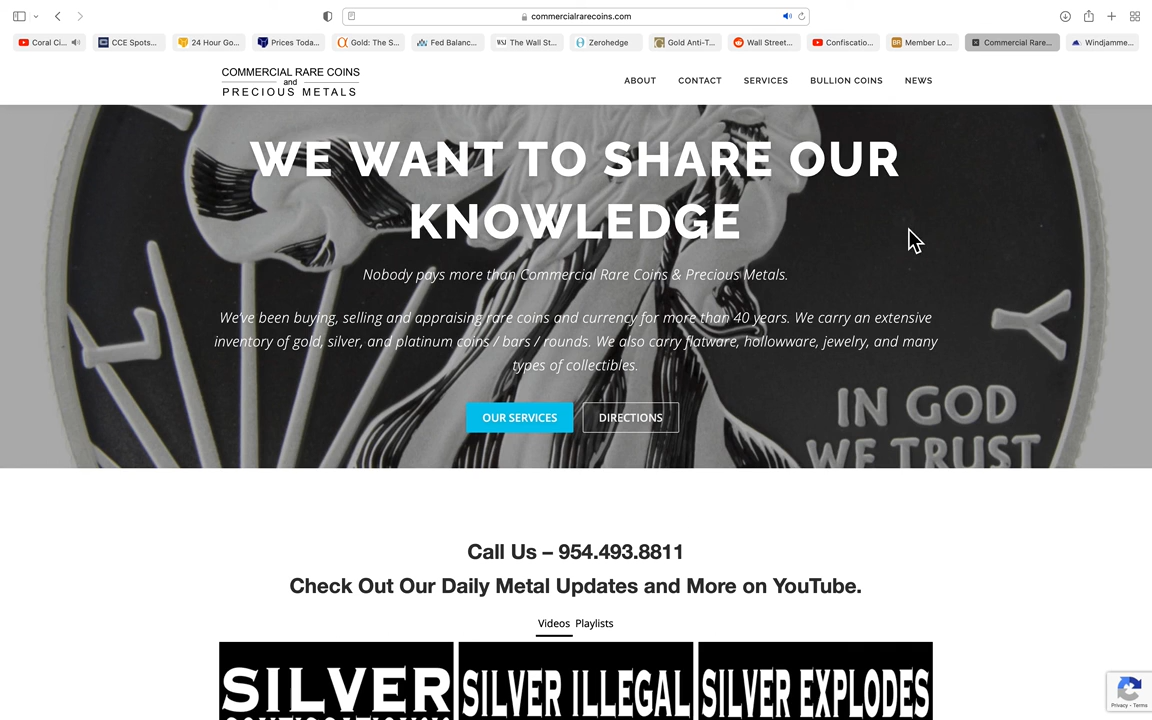 commercialrarecoins.com
Coral Ci...
CCE Spots...
24 Hour Go...
Prices Toda...
Gold: The S...
Fed Balanc...
WSJ The Wall St...
Zerohedge
Gold Anti-T...
Wall Street...
Confiscatio...
BR Member Lo...
Commercial Rare...
Windjamme...
COMMERCIAL RARE COINS
and
PRECIOUS METALS
ABOUT
CONTACT
SERVICES
BULLION COINS
NEWS
WE WANT TO SHARE OUR
KNOWLEDGE
Nobody pays more than Commercial Rare Coins & Precious Metals.
We've been buying, selling and appraising rare coins and currency for more than 40 years. We carry an extensive
inventory of gold, silver, and platinum coins / bars / rounds. We also carry flatware, hollowware, jewelry, and many
types of collectibles.
OUR SERVICES
DIRECTIONS
L
Y
IN GOD
WE TRUST
Call Us – 954.493.8811
Check Out Our Daily Metal Updates and More on YouTube.
Videos Playlists
SILVER
SILVER ILLEGAL
SILVER EXPLODES
Privacy - Terms